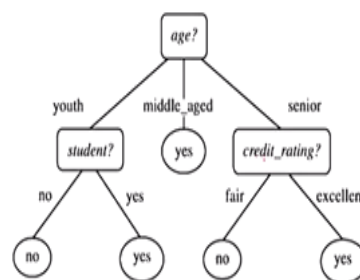 age?
youth middle_aged senior
student? yes credit_rating?
no yes fair excellen
no yes no yes